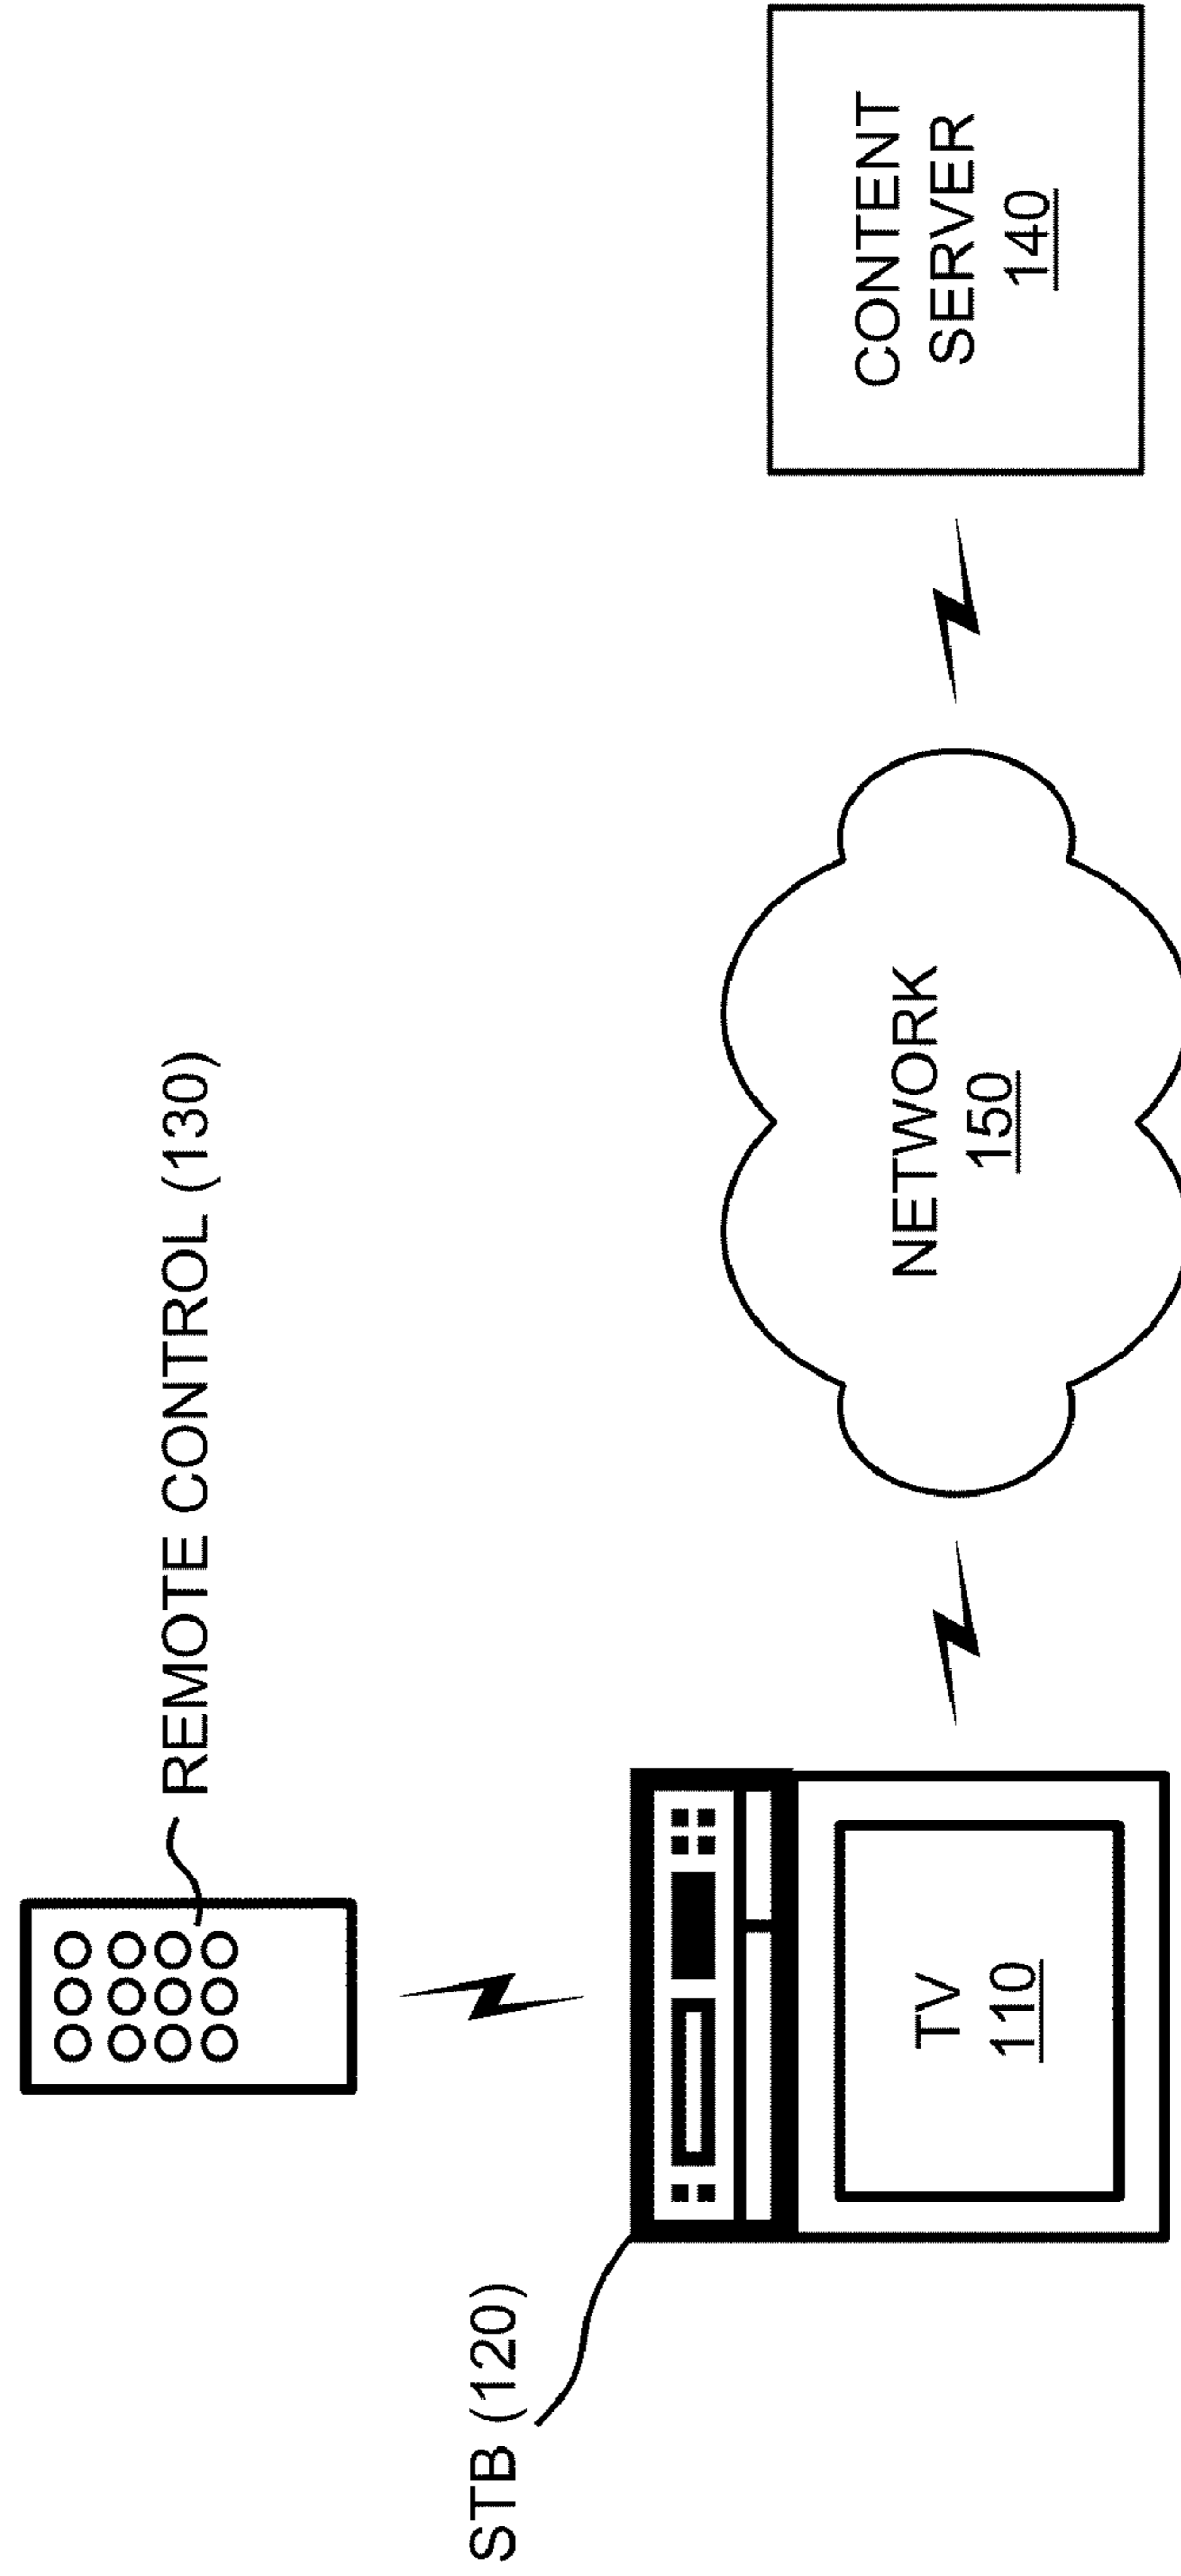 REMOTE CONTROL (130)
STB (120)
TV
110
NETWORK
150
CONTENT
SERVER
140